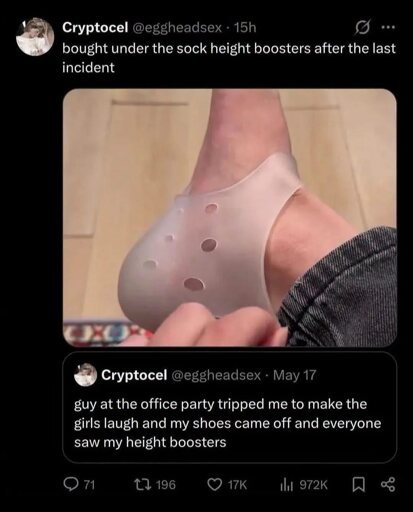 Cryptocel @eggheadsex · 15h
bought under the sock height boosters after the last
incident
Cryptocel @eggheadsex · May 17
guy at the office party tripped me to make the
girls laugh and my shoes came off and everyone
saw my height boosters
71 196 17K 972K